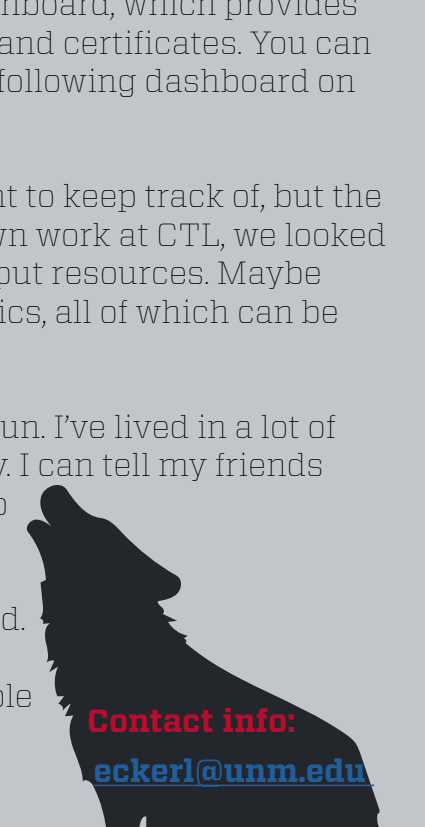 hboard, which provides
and certificates. You can
following dashboard on
nt to keep track of, but the
wn work at CTL, we looked
put resources. Maybe
ics, all of which can be
un. I've lived in a lot of
y. I can tell my friends
o
d.
ole
Contact info:
eckerl@unm.edu